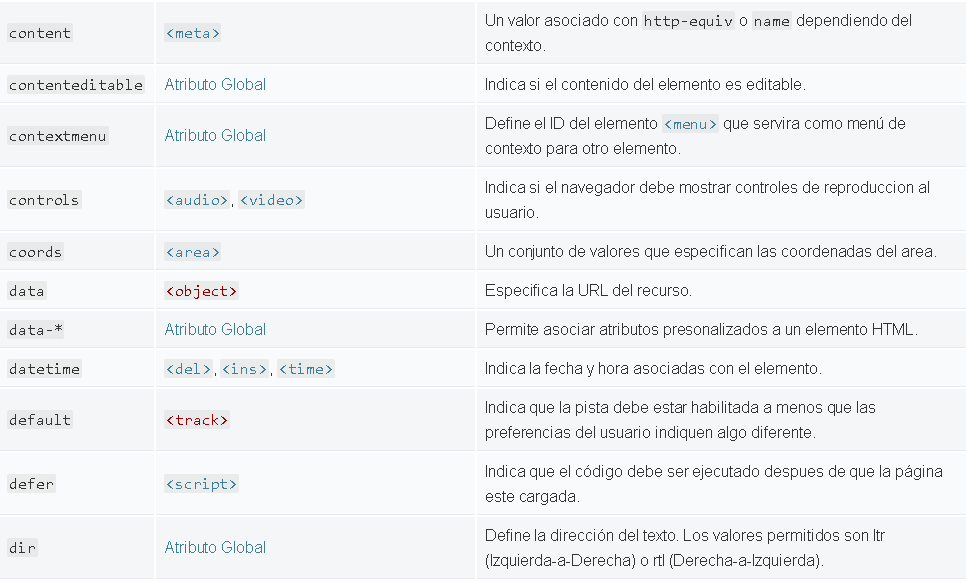 content <meta> Un valor asociado con http-equiv o name dependiendo del
contexto.
contenteditable Atributo Global Indica si el contenido del elemento es editable.
contextmenu Atributo Global Define el ID del elemento <menu> que servira como menú de
contexto para otro elemento.
controls <audio>, <video> Indica si el navegador debe mostrar controles de reproduccion al
usuario.
coords <area> Un conjunto de valores que especifican las coordenadas del area.
data <object> Especifica la URL del recurso.
data-* Atributo Global Permite asociar atributos presonalizados a un elemento HTML.
datetime <del>, <ins>, <time> Indica la fecha y hora asociadas con el elemento.
default <track> Indica que la pista debe estar habilitada a menos que las
preferencias del usuario indiquen algo diferente.
defer <script> Indica que el código debe ser ejecutado despues de que la página
este cargada.
dir Atributo Global Define la dirección del texto. Los valores permitidos son ltr
(Izquierda-a-Derecha) o rtl (Derecha-a-Izquierda).